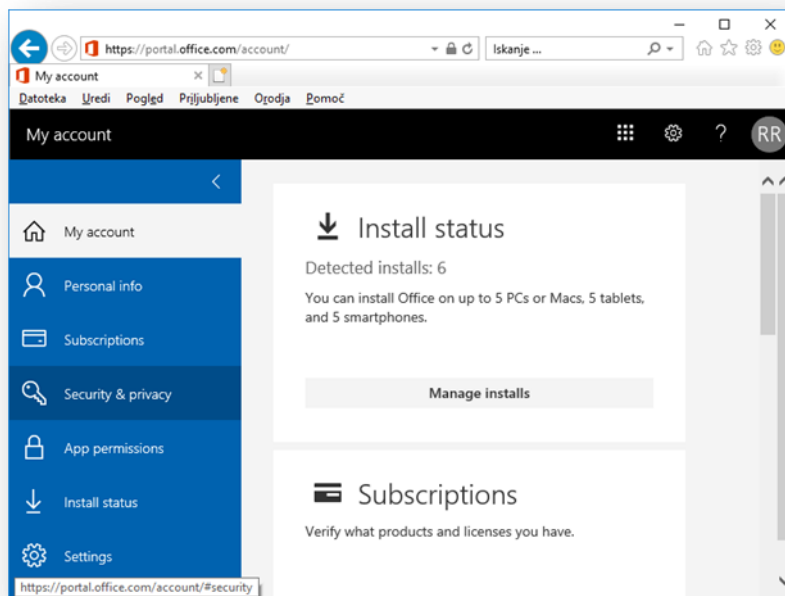 https://portal.office.com/account/
Iskanje ...
My account
Datoteka Uredi Pogled Priljubljene Orodja Pomoč
My account
? RR
My account
Personal info
Subscriptions
Security & privacy
App permissions
Install status
Settings
https://portal.office.com/account/#security
Install status
Detected installs: 6
You can install Office on up to 5 PCs or Macs, 5 tablets,
and 5 smartphones.
Manage installs
Subscriptions
Verify what products and licenses you have.